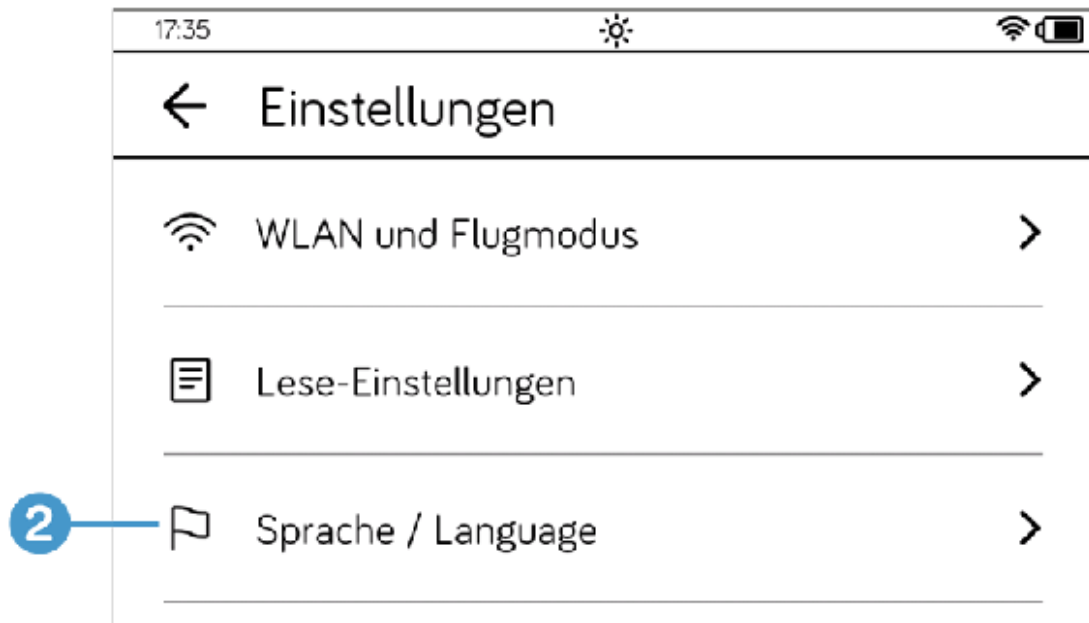 17:35
Einstellungen
WLAN und Flugmodus
Lese-Einstellungen
2 Sprache / Language